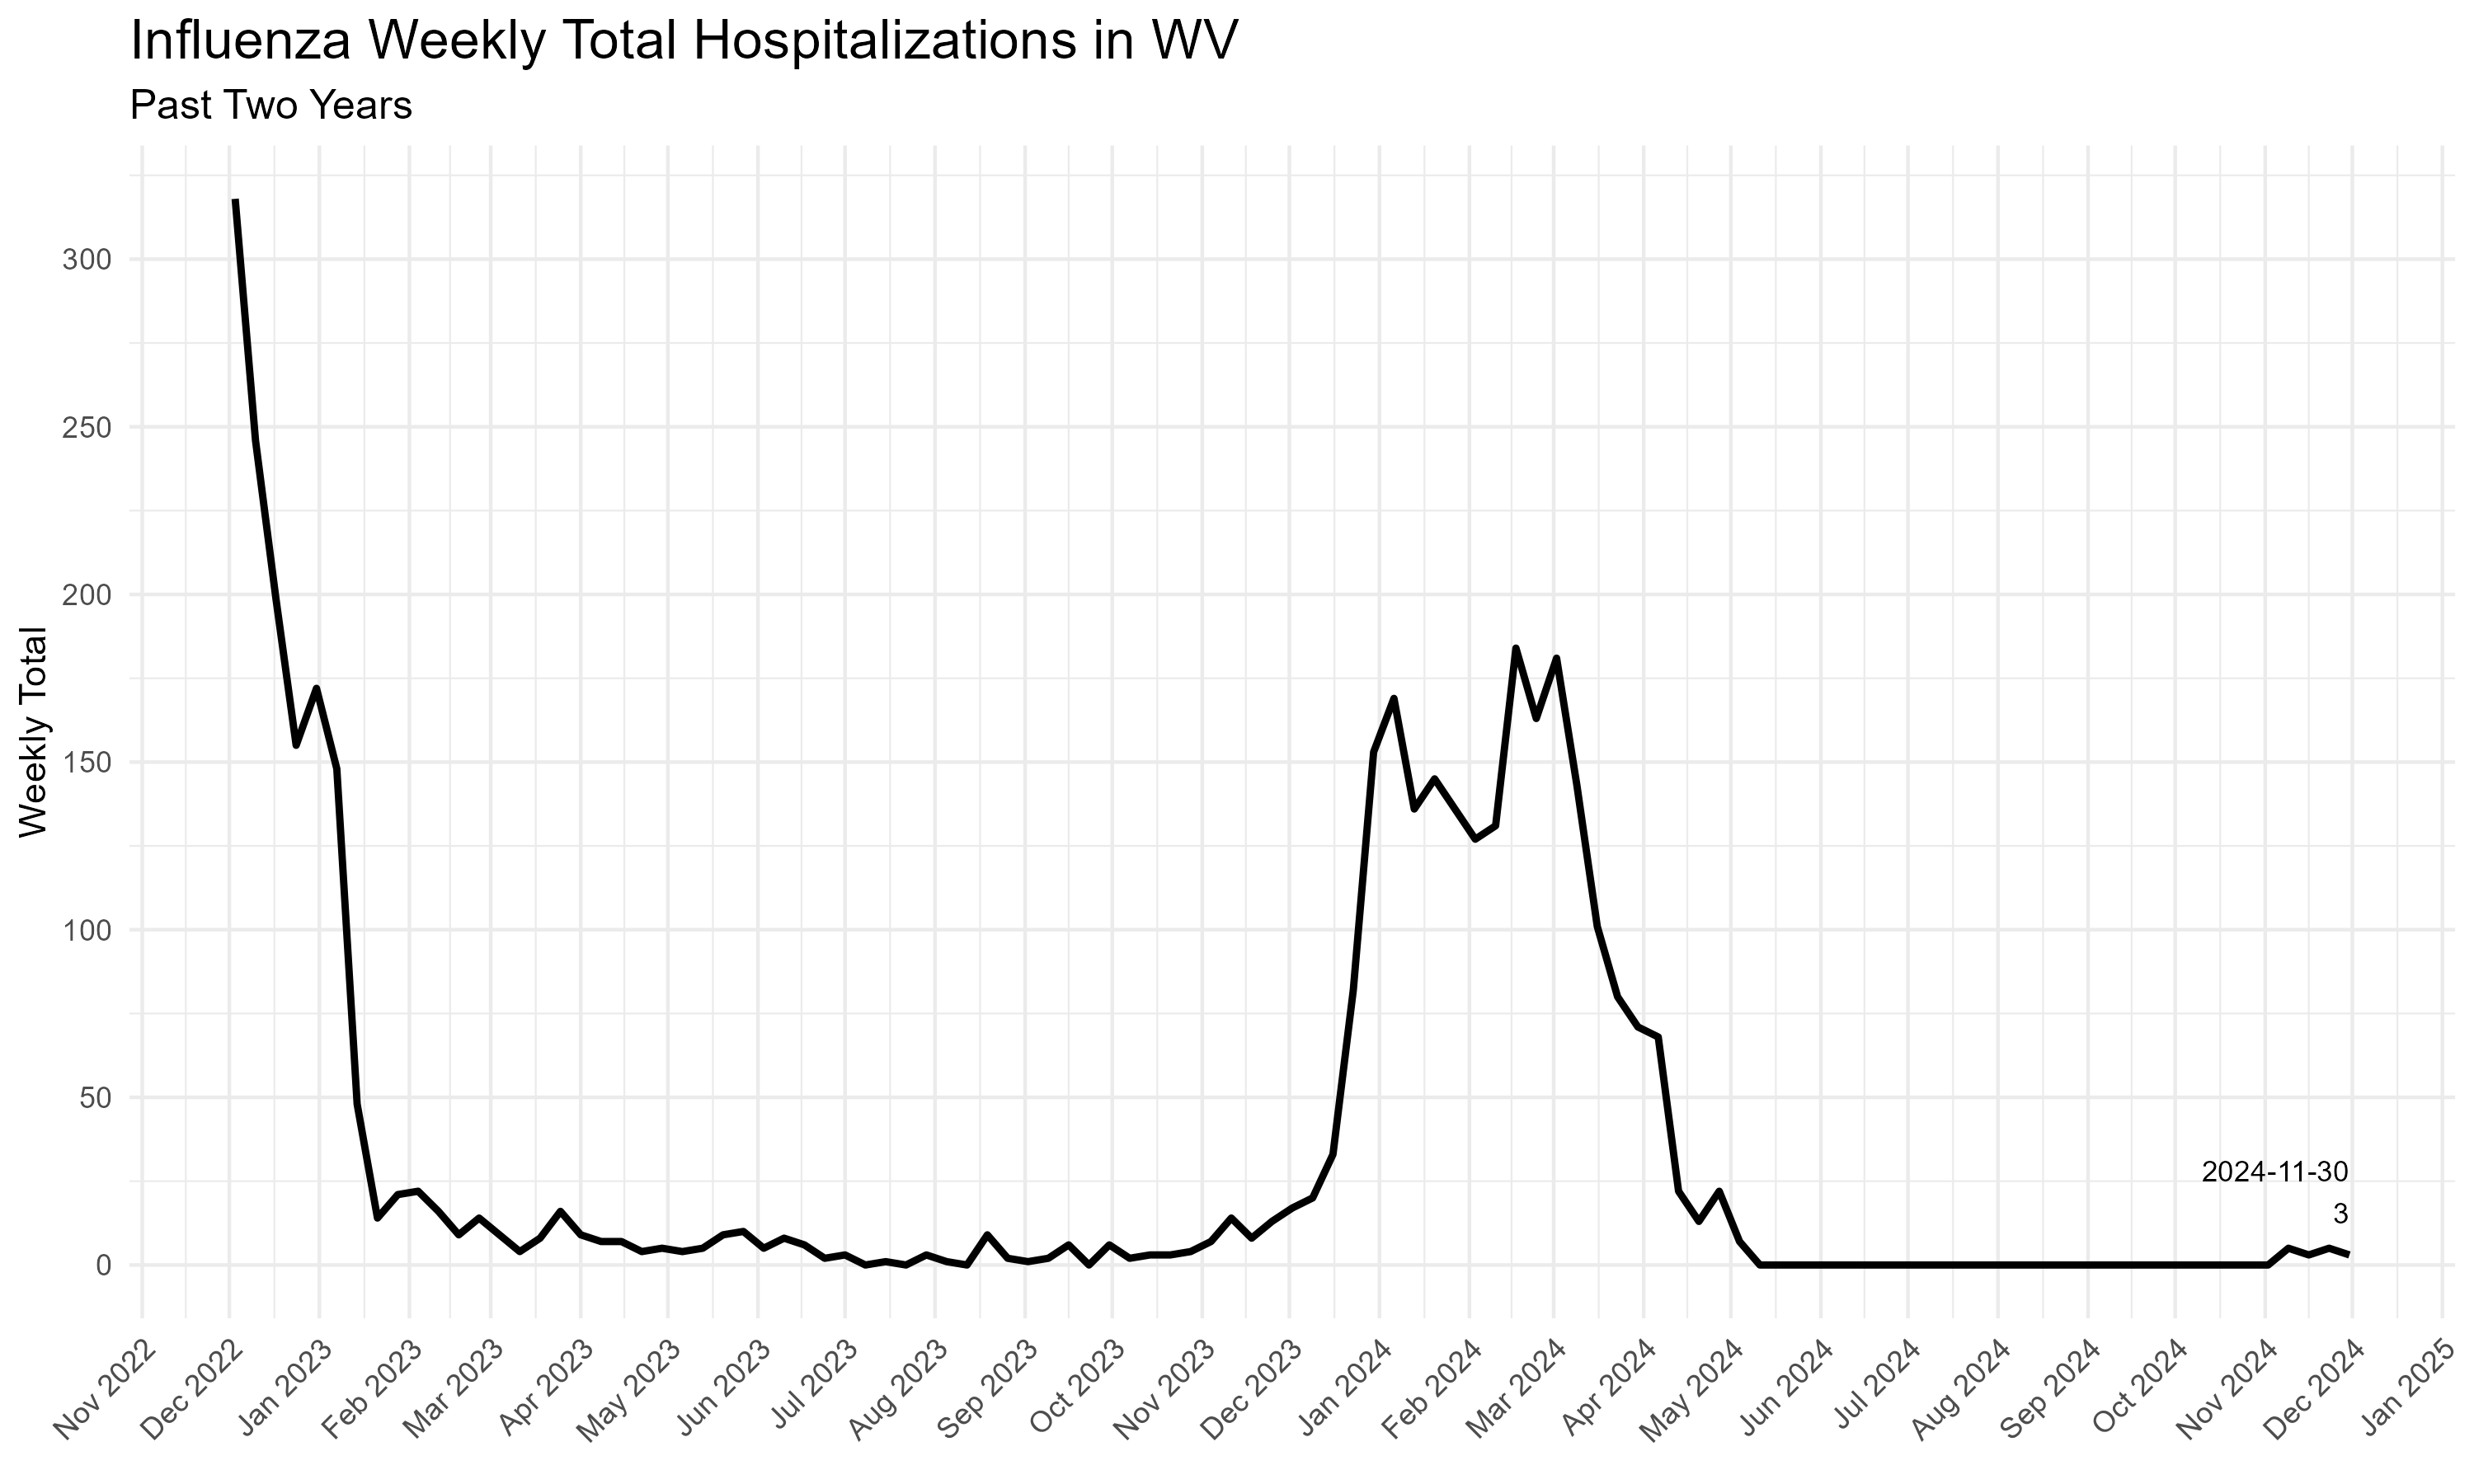 Influenza Weekly Total Hospitalizations in WV
Past Two Years
Weekly Total
300
250
200
150
100
50
0
2024-11-30
3
Nov 2022
Dec 2022
Jan 2023
Feb 2023
Mar 2023
Apr 2023
May 2023
Jun 2023
Jul 2023
Aug 2023
Sep 2023
Oct 2023
Nov 2023
Dec 2023
Jan 2024
Feb 2024
Mar 2024
Apr 2024
May 2024
Jun 2024
Jul 2024
Aug 2024
Sep 2024
Oct 2024
Nov 2024
Dec 2024
Jan 2025